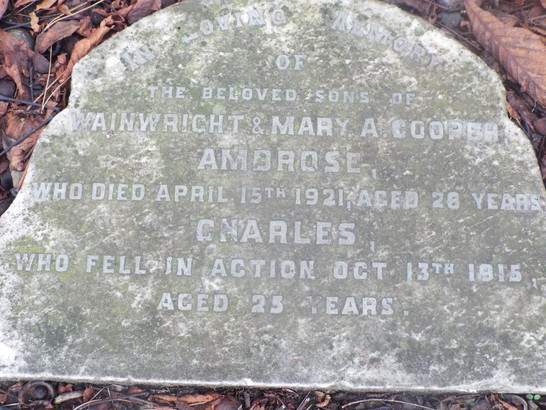 IN LOVING MEMORY
OF
THE BELOVED SONS OF
WAINWRIGHT & MARY A. COOPER
AMBROSE,
WHO DIED APRIL 15TH 1921, AGED 28 YEARS
CHARLES,
WHO FELL IN ACTION OCT 13TH 1915,
AGED 25 YEARS.